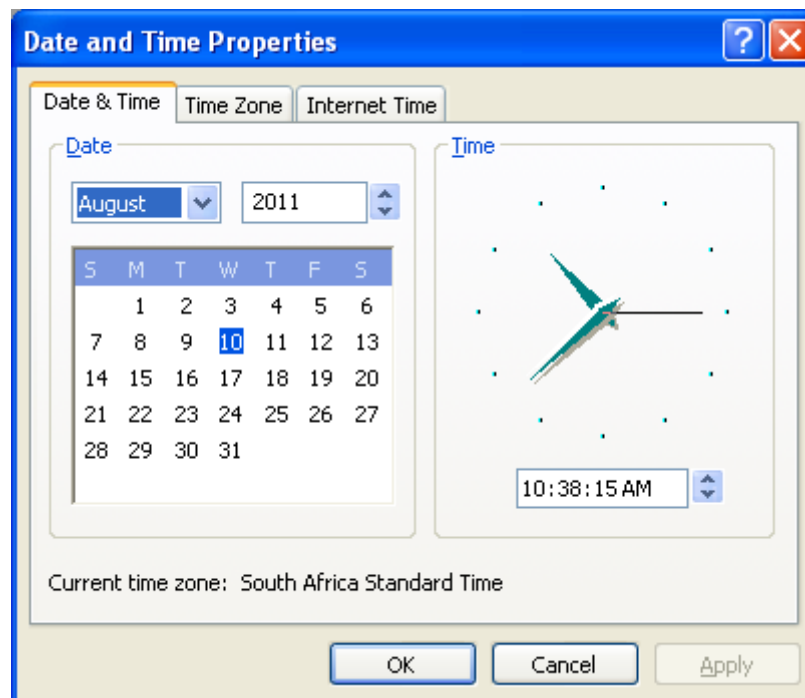 Date and Time Properties
Date & Time Time Zone Internet Time
Date
August 2011
S M T W T F S
1 2 3 4 5 6
7 8 9 10 11 12 13
14 15 16 17 18 19 20
21 22 23 24 25 26 27
28 29 30 31
Time
10:38:15 AM
Current time zone: South Africa Standard Time
OK Cancel Apply